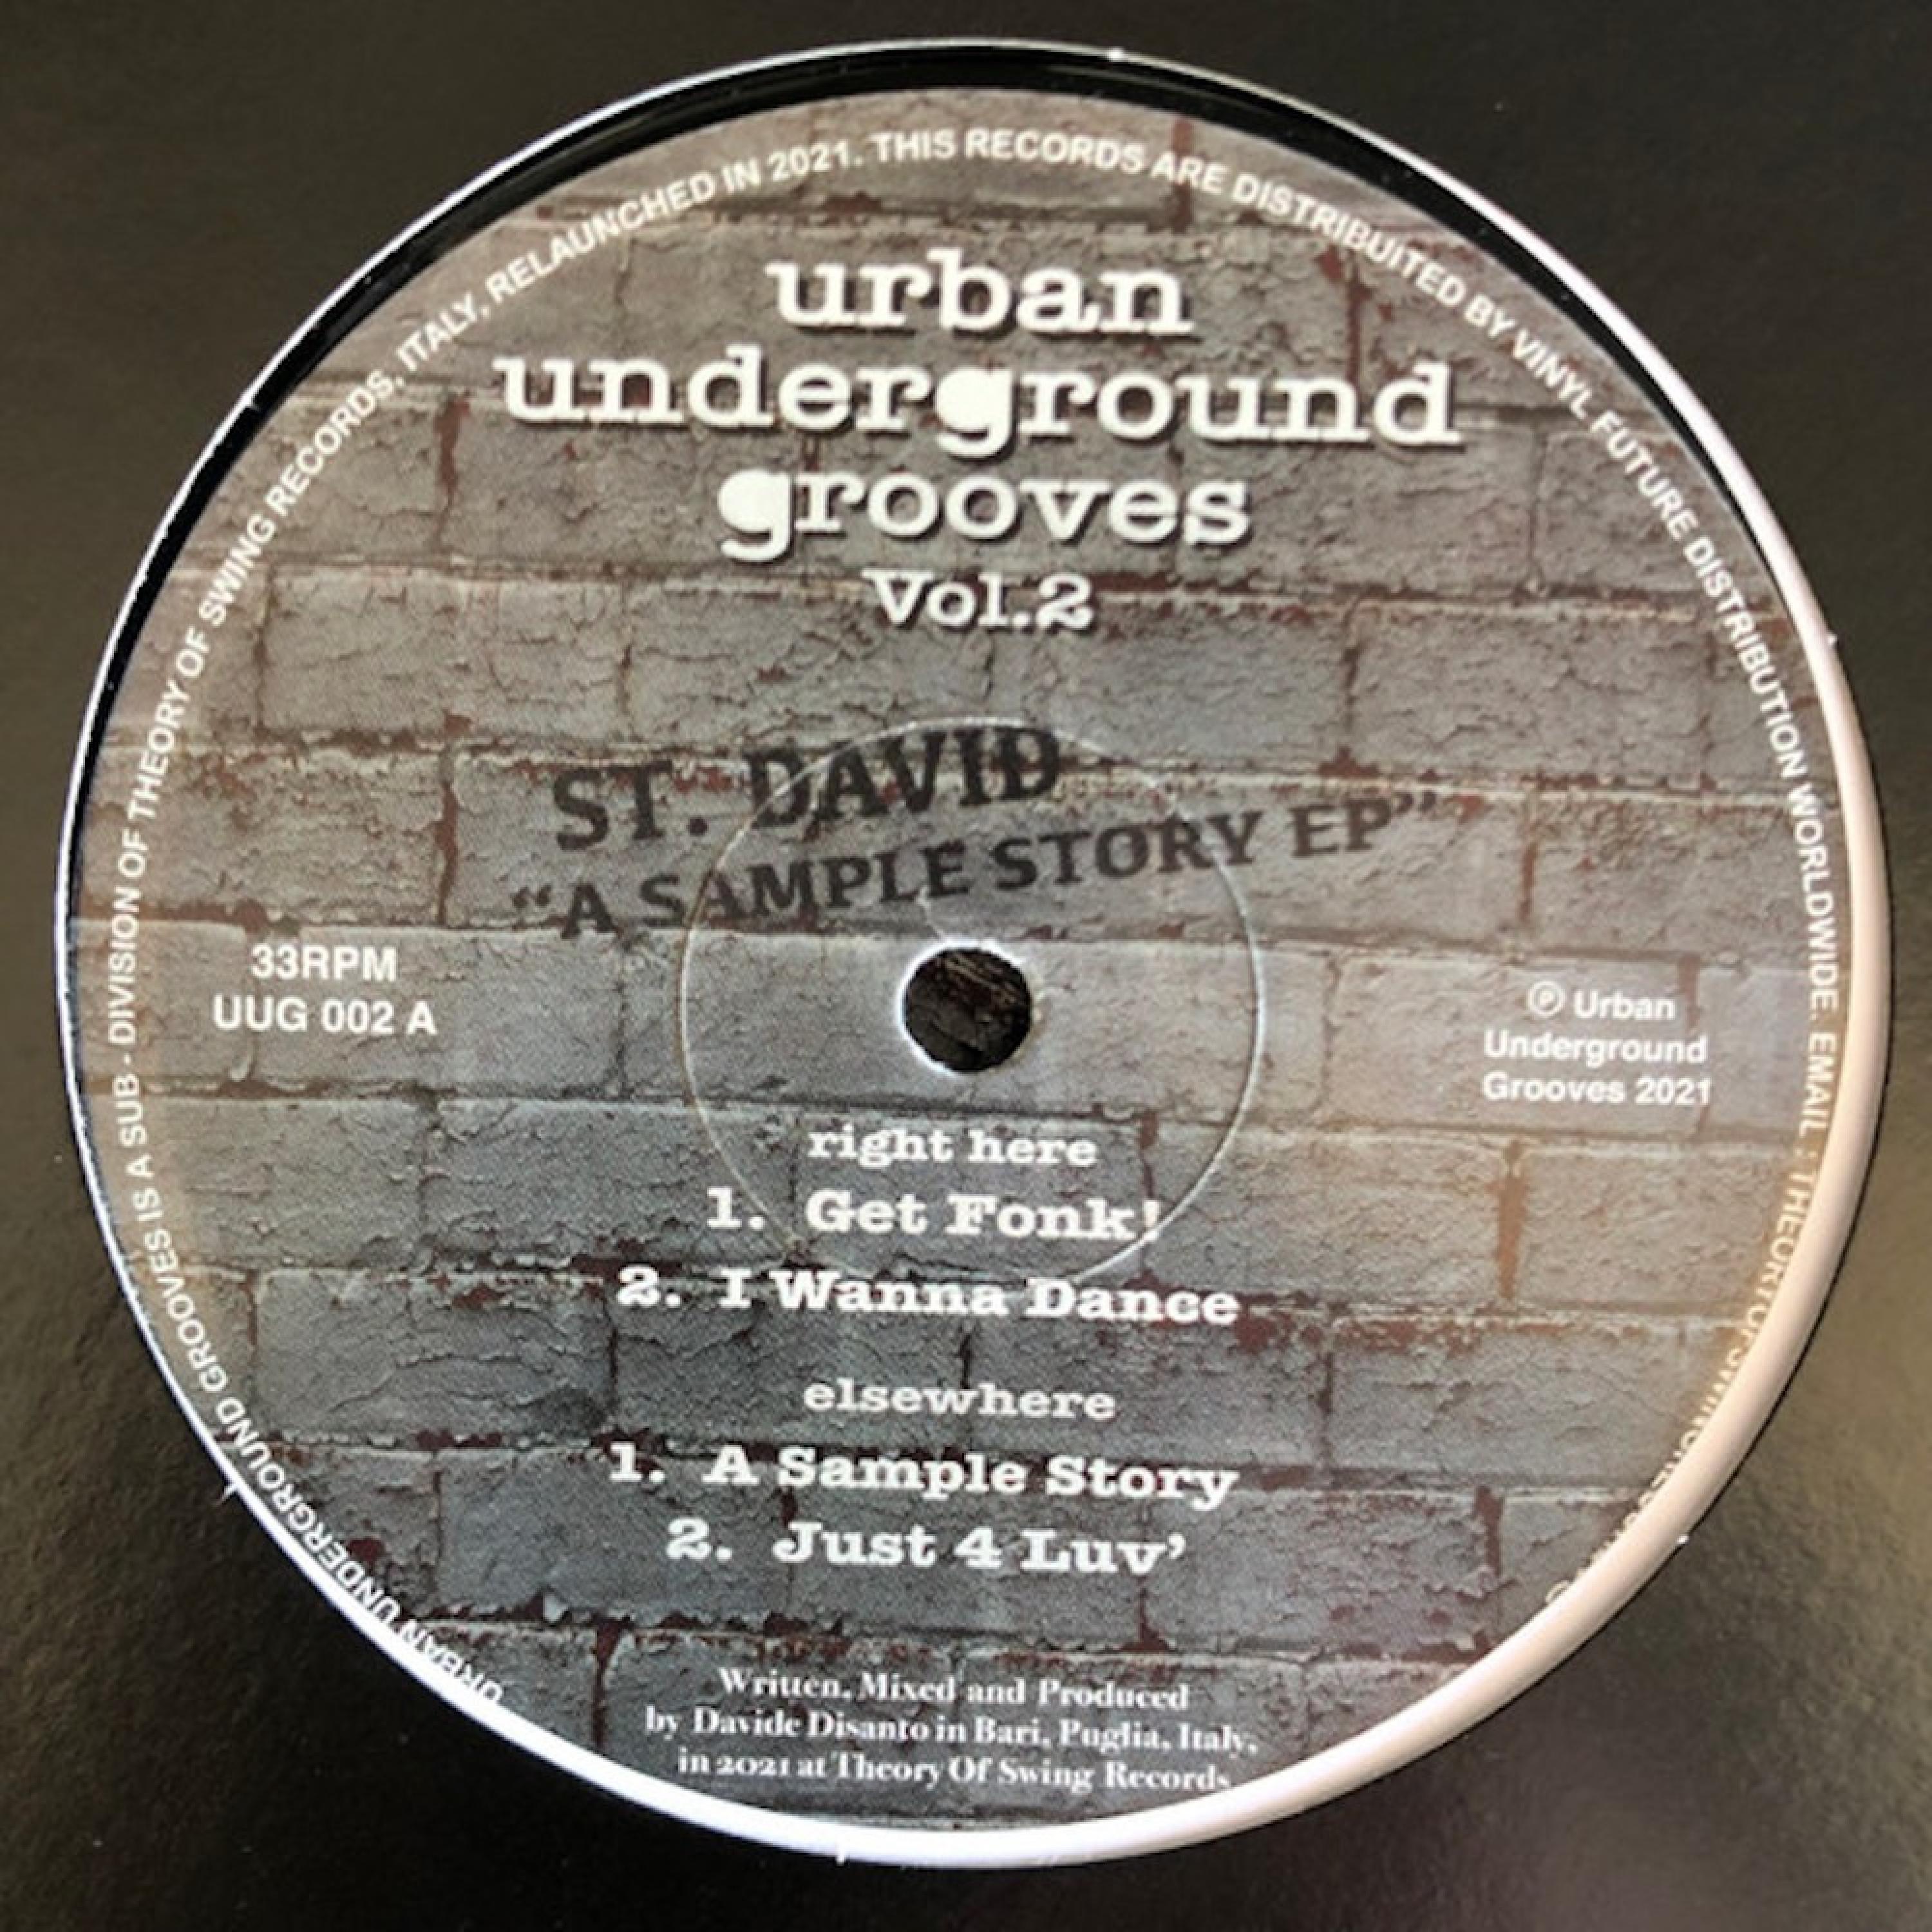 URBAN UNDERGROUND GROOVES IS A SUB - DIVISION OF THEORY OF SWING RECORDS, ITALY, RELAUNCHED IN 2021. THIS RECORDS ARE DISTRIBUITED BY VINYL FUTURE DISTRIBUTION WORLDWIDE. EMAIL :
urban
underground
grooves
Vol.2
ST. DAVID
"A SAMPLE STORY EP"
33RPM
UUG 002 A
℗ Urban
Underground
Grooves 2021
right here
1. Get Fonk!
2. I Wanna Dance
elsewhere
1. A Sample Story
2. Just 4 Luv'
Written, Mixed and Produced
by Davide Disanto in Bari, Puglia, Italy,
in 2021 at Theory Of Swing Records